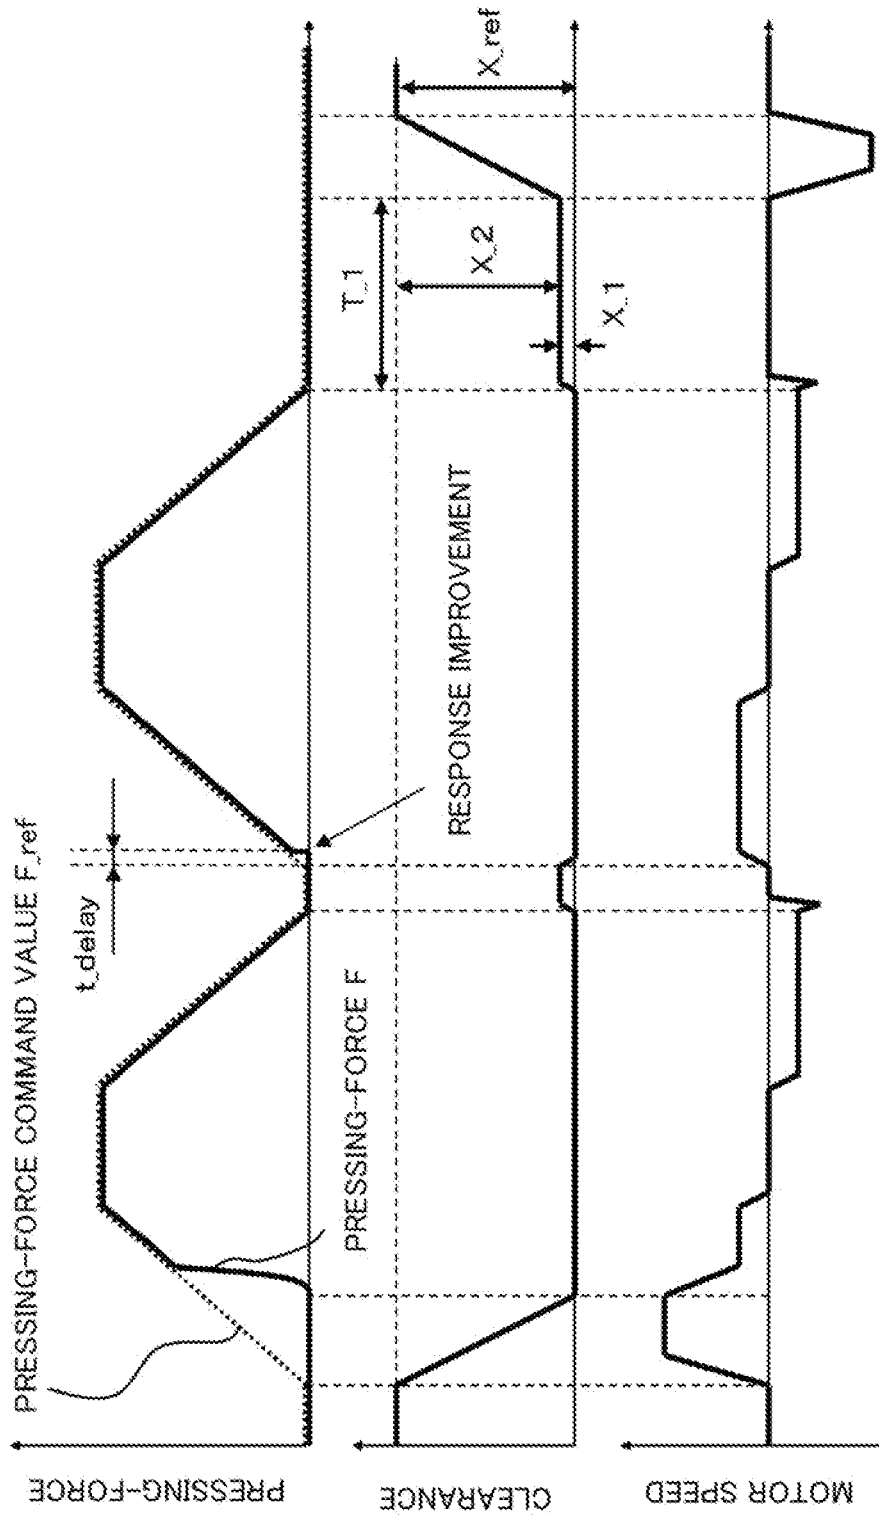 PRESSING-FORCE COMMAND VALUE F_ref
t_delay
PRESSING-FORCE F
RESPONSE IMPROVEMENT
T_1
X_2
X_1
X_ref
PRESSING-FORCE
CLEARANCE
MOTOR SPEED